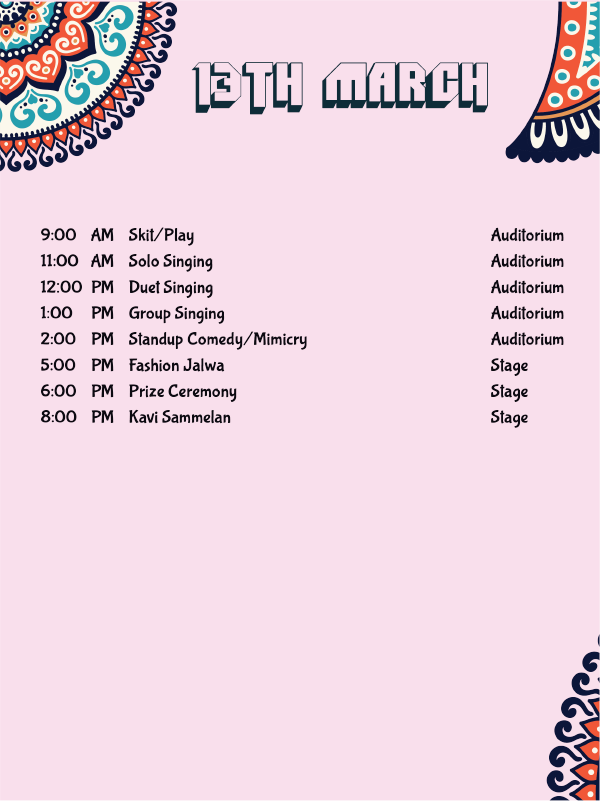 13TH MARCH
9:00 AM Skit/Play Auditorium
11:00 AM Solo Singing Auditorium
12:00 PM Duet Singing Auditorium
1:00 PM Group Singing Auditorium
2:00 PM Standup Comedy/Mimicry Auditorium
5:00 PM Fashion Jalwa Stage
6:00 PM Prize Ceremony Stage
8:00 PM Kavi Sammelan Stage